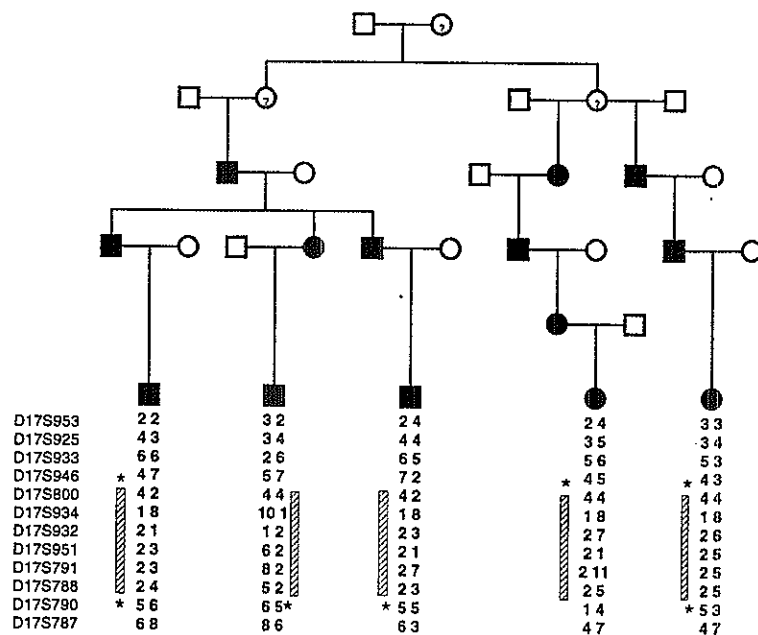 ?
? ?
D17S953 2 2 3 2 2 4 2 4 3 3
D17S925 4 3 3 4 4 4 3 5 3 4
D17S933 6 6 2 6 6 5 5 6 5 3
D17S946 * 4 7 5 7 7 2 * 4 5 * 4 3
D17S800 4 2 4 4 4 2 4 4 4 4
D17S934 1 8 10 1 1 8 1 8 1 8
D17S932 2 1 1 2 2 3 2 7 2 6
D17S951 2 3 6 2 2 1 2 1 2 5
D17S791 2 3 8 2 2 7 2 11 2 5
D17S788 2 4 5 2 2 3 2 5 2 5
D17S790 * 5 6 6 5 * * 5 5 1 4 * 5 3
D17S787 6 8 8 6 6 3 4 7 4 7